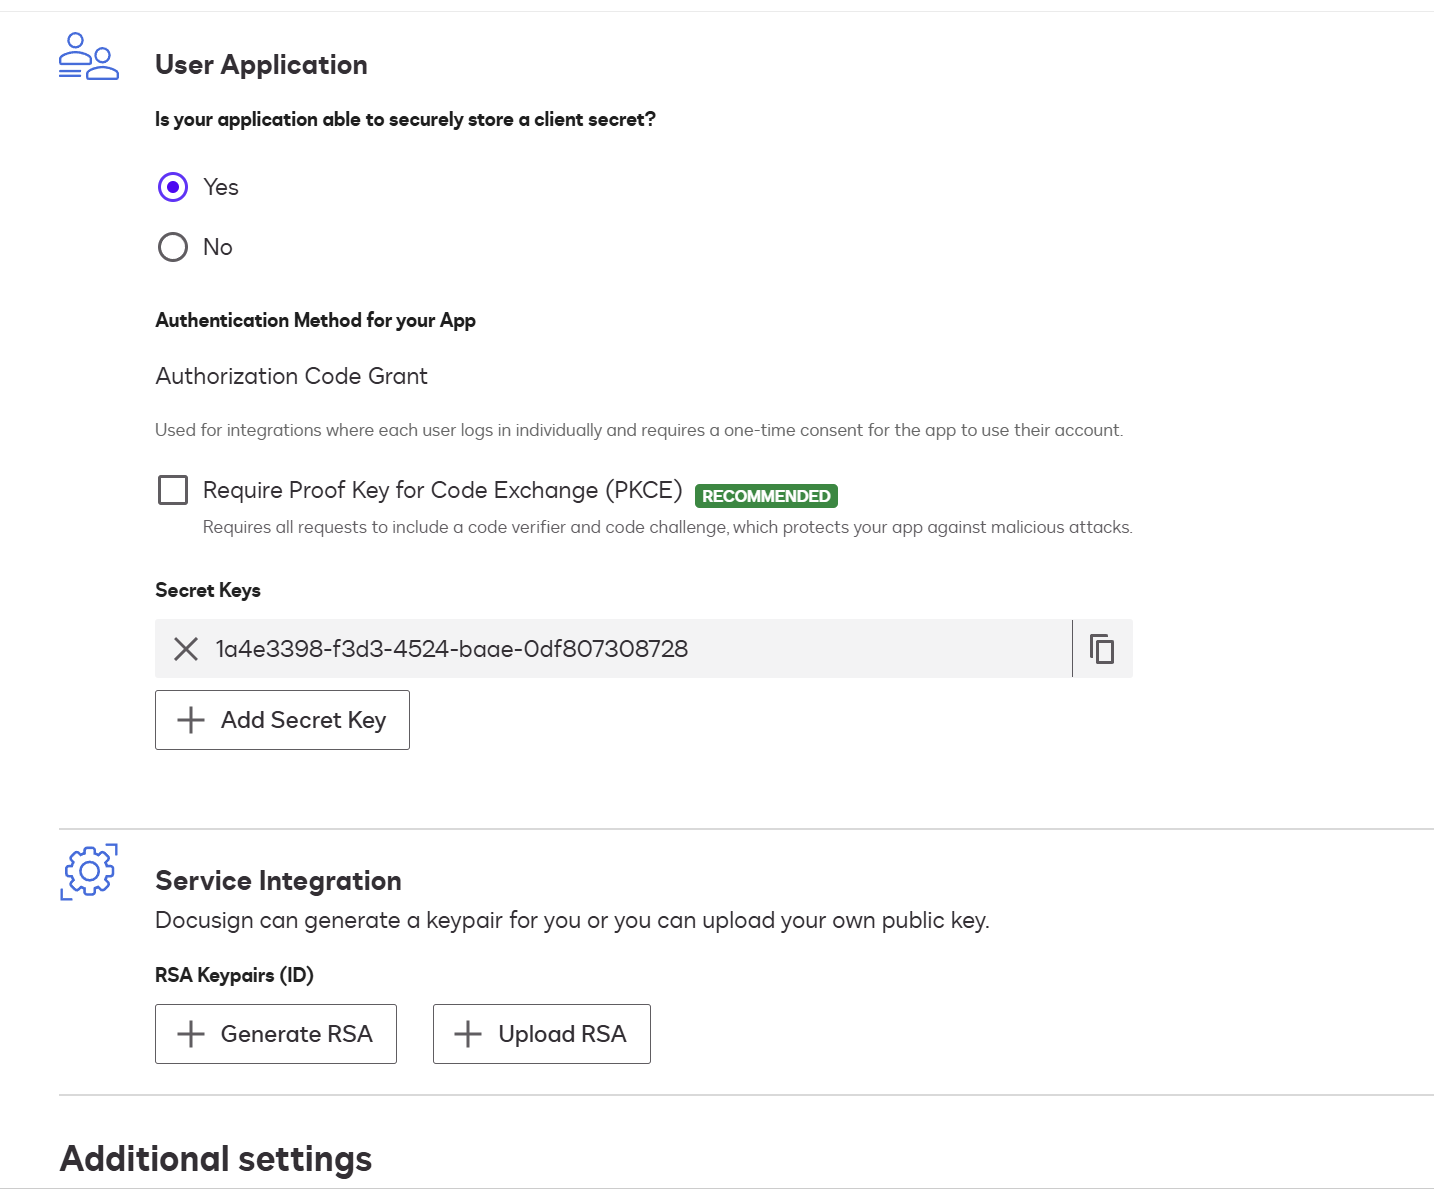 User Application
Is your application able to securely store a client secret?
Yes
No
Authentication Method for your App
Authorization Code Grant
Used for integrations where each user logs in individually and requires a one-time consent for the app to use their account.
Require Proof Key for Code Exchange (PKCE) RECOMMENDED
Requires all requests to include a code verifier and code challenge, which protects your app against malicious attacks.
Secret Keys
1a4e3398-f3d3-4524-baae-0df807308728
Add Secret Key
Service Integration
Docusign can generate a keypair for you or you can upload your own public key.
RSA Keypairs (ID)
Generate RSA
Upload RSA
Additional settings